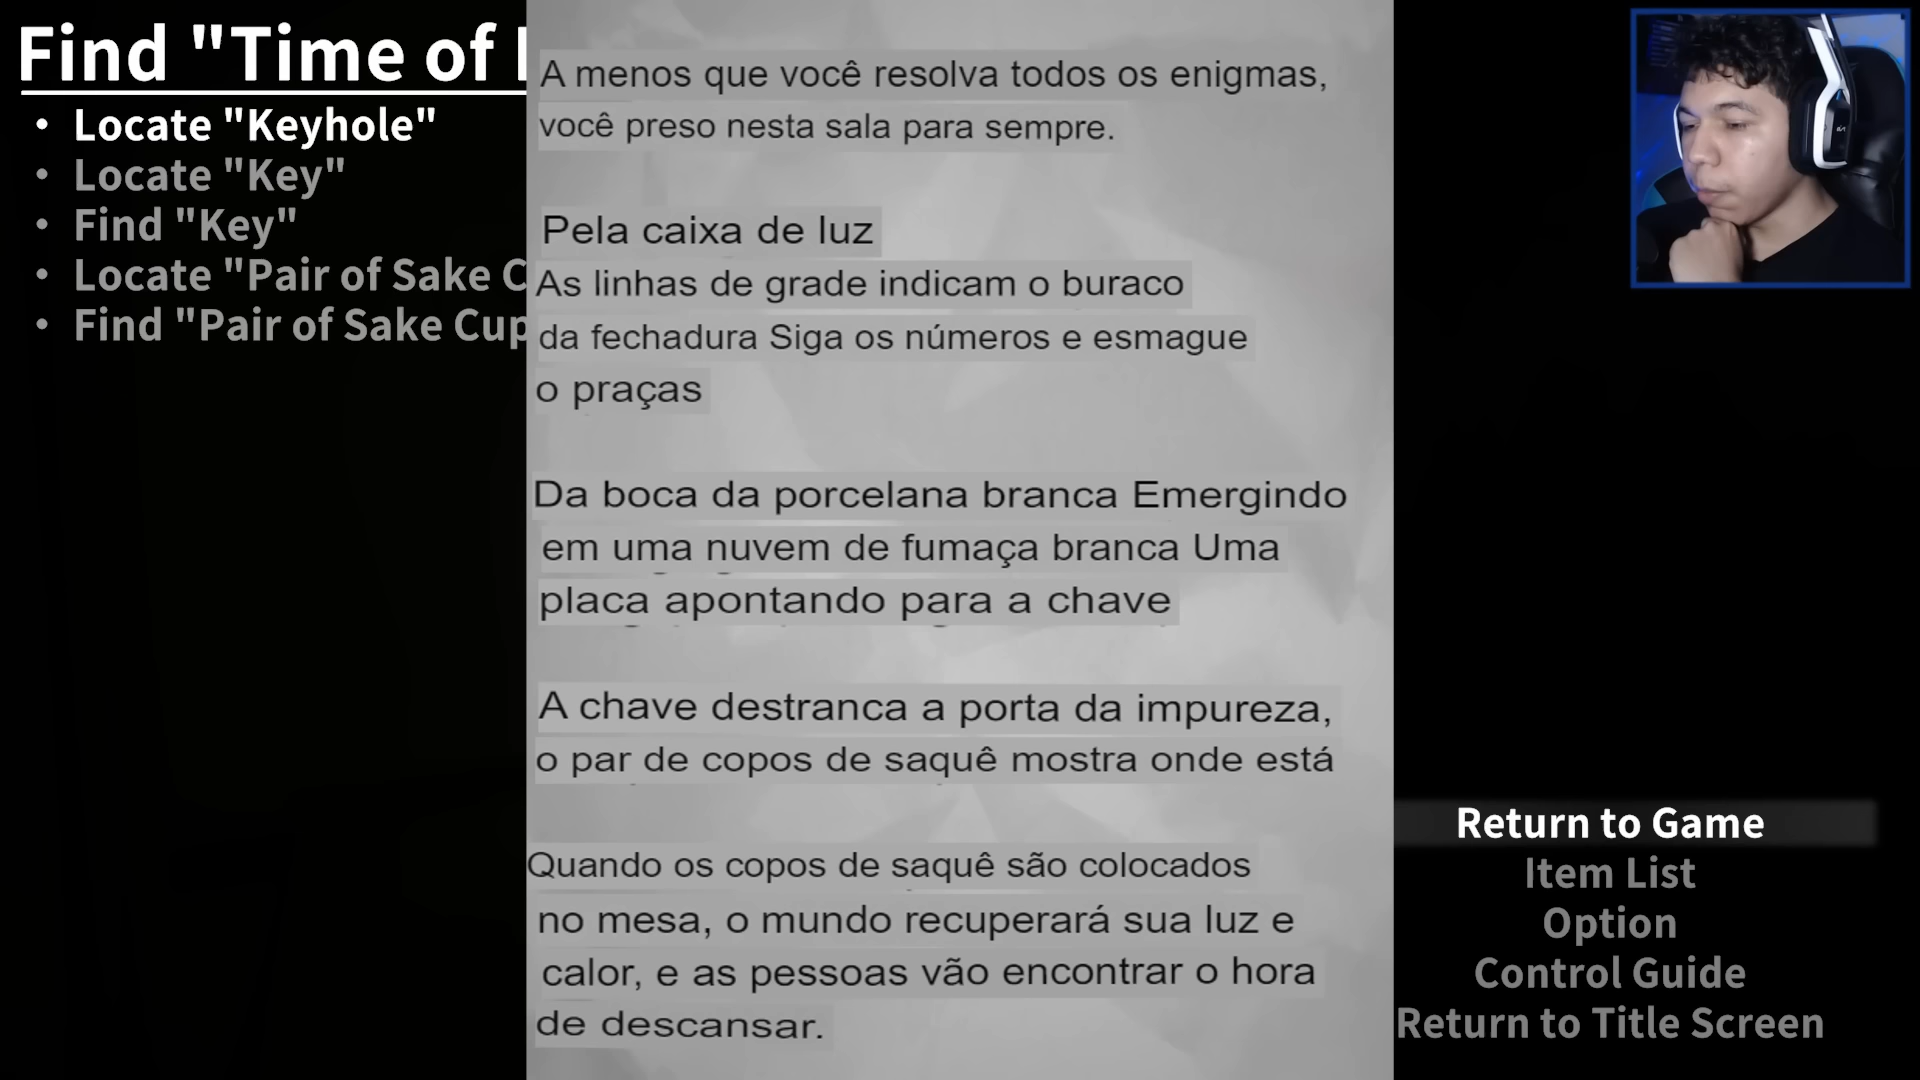 Find "Time of
• Locate "Keyhole"
• Locate "Key"
• Find "Key"
• Locate "Pair of Sake C
• Find "Pair of Sake Cup
A menos que você resolva todos os enigmas,
você preso nesta sala para sempre.
Pela caixa de luz
As linhas de grade indicam o buraco
da fechadura Siga os números e esmague
o praças
Da boca da porcelana branca Emergindo
em uma nuvem de fumaça branca Uma
placa apontando para a chave
A chave destranca a porta da impureza,
o par de copos de saquê mostra onde está
Quando os copos de saquê são colocados
no mesa, o mundo recuperará sua luz e
calor, e as pessoas vão encontrar o hora
de descansar.
Return to Game
Item List
Option
Control Guide
Return to Title Screen